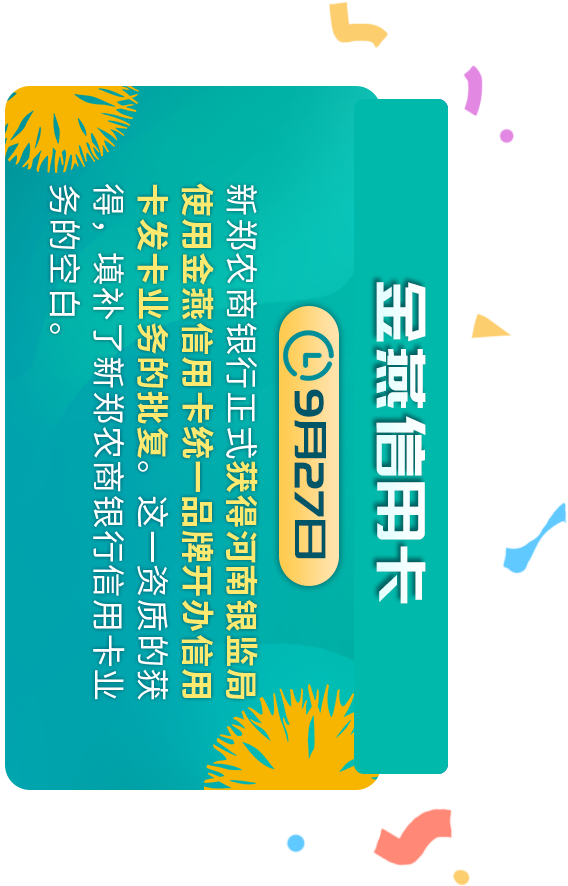 金燕信用卡
9月27日
新郑农商银行正式获得河南银监局
使用金燕信用卡统一品牌开办信用
卡发卡业务的批复。这一资质的获
得，填补了新郑农商银行信用卡业
务的空白。